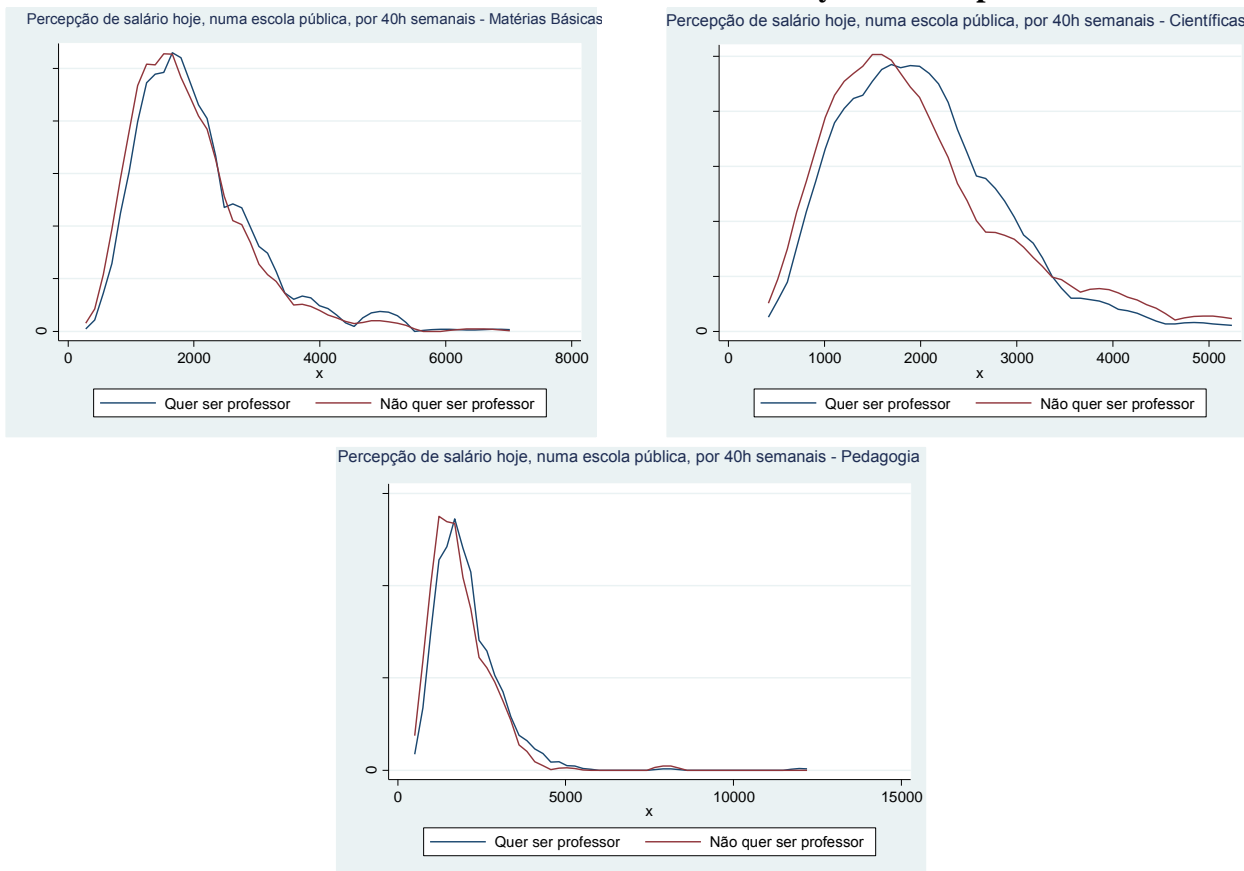 Percepção de salário hoje, numa escola pública, por 40h semanais - Matérias Básicas
0
0 2000 4000 6000 8000
x
Quer ser professor Não quer ser professor
Percepção de salário hoje, numa escola pública, por 40h semanais - Científicas
0
0 1000 2000 3000 4000 5000
x
Quer ser professor Não quer ser professor
Percepção de salário hoje, numa escola pública, por 40h semanais - Pedagogia
0
0 5000 10000 15000
x
Quer ser professor Não quer ser professor